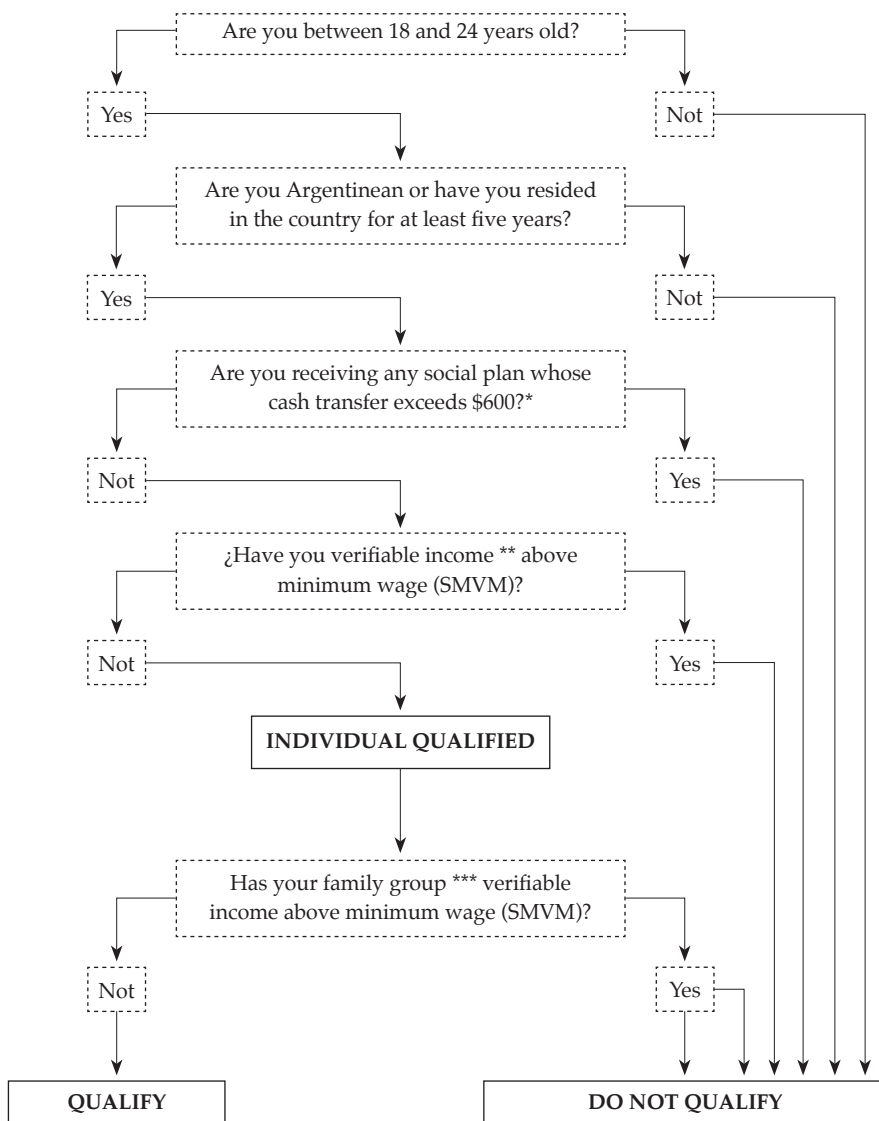 Are you between 18 and 24 years old?
Yes
Not
Are you Argentinean or have you resided
in the country for at least five years?
Yes
Not
Are you receiving any social plan whose
cash transfer exceeds $600?*
Not
Yes
¿Have you verifiable income ** above
minimum wage (SMVM)?
Not
Yes
INDIVIDUAL QUALIFIED
Has your family group *** verifiable
income above minimum wage (SMVM)?
Not
Yes
QUALIFY
DO NOT QUALIFY